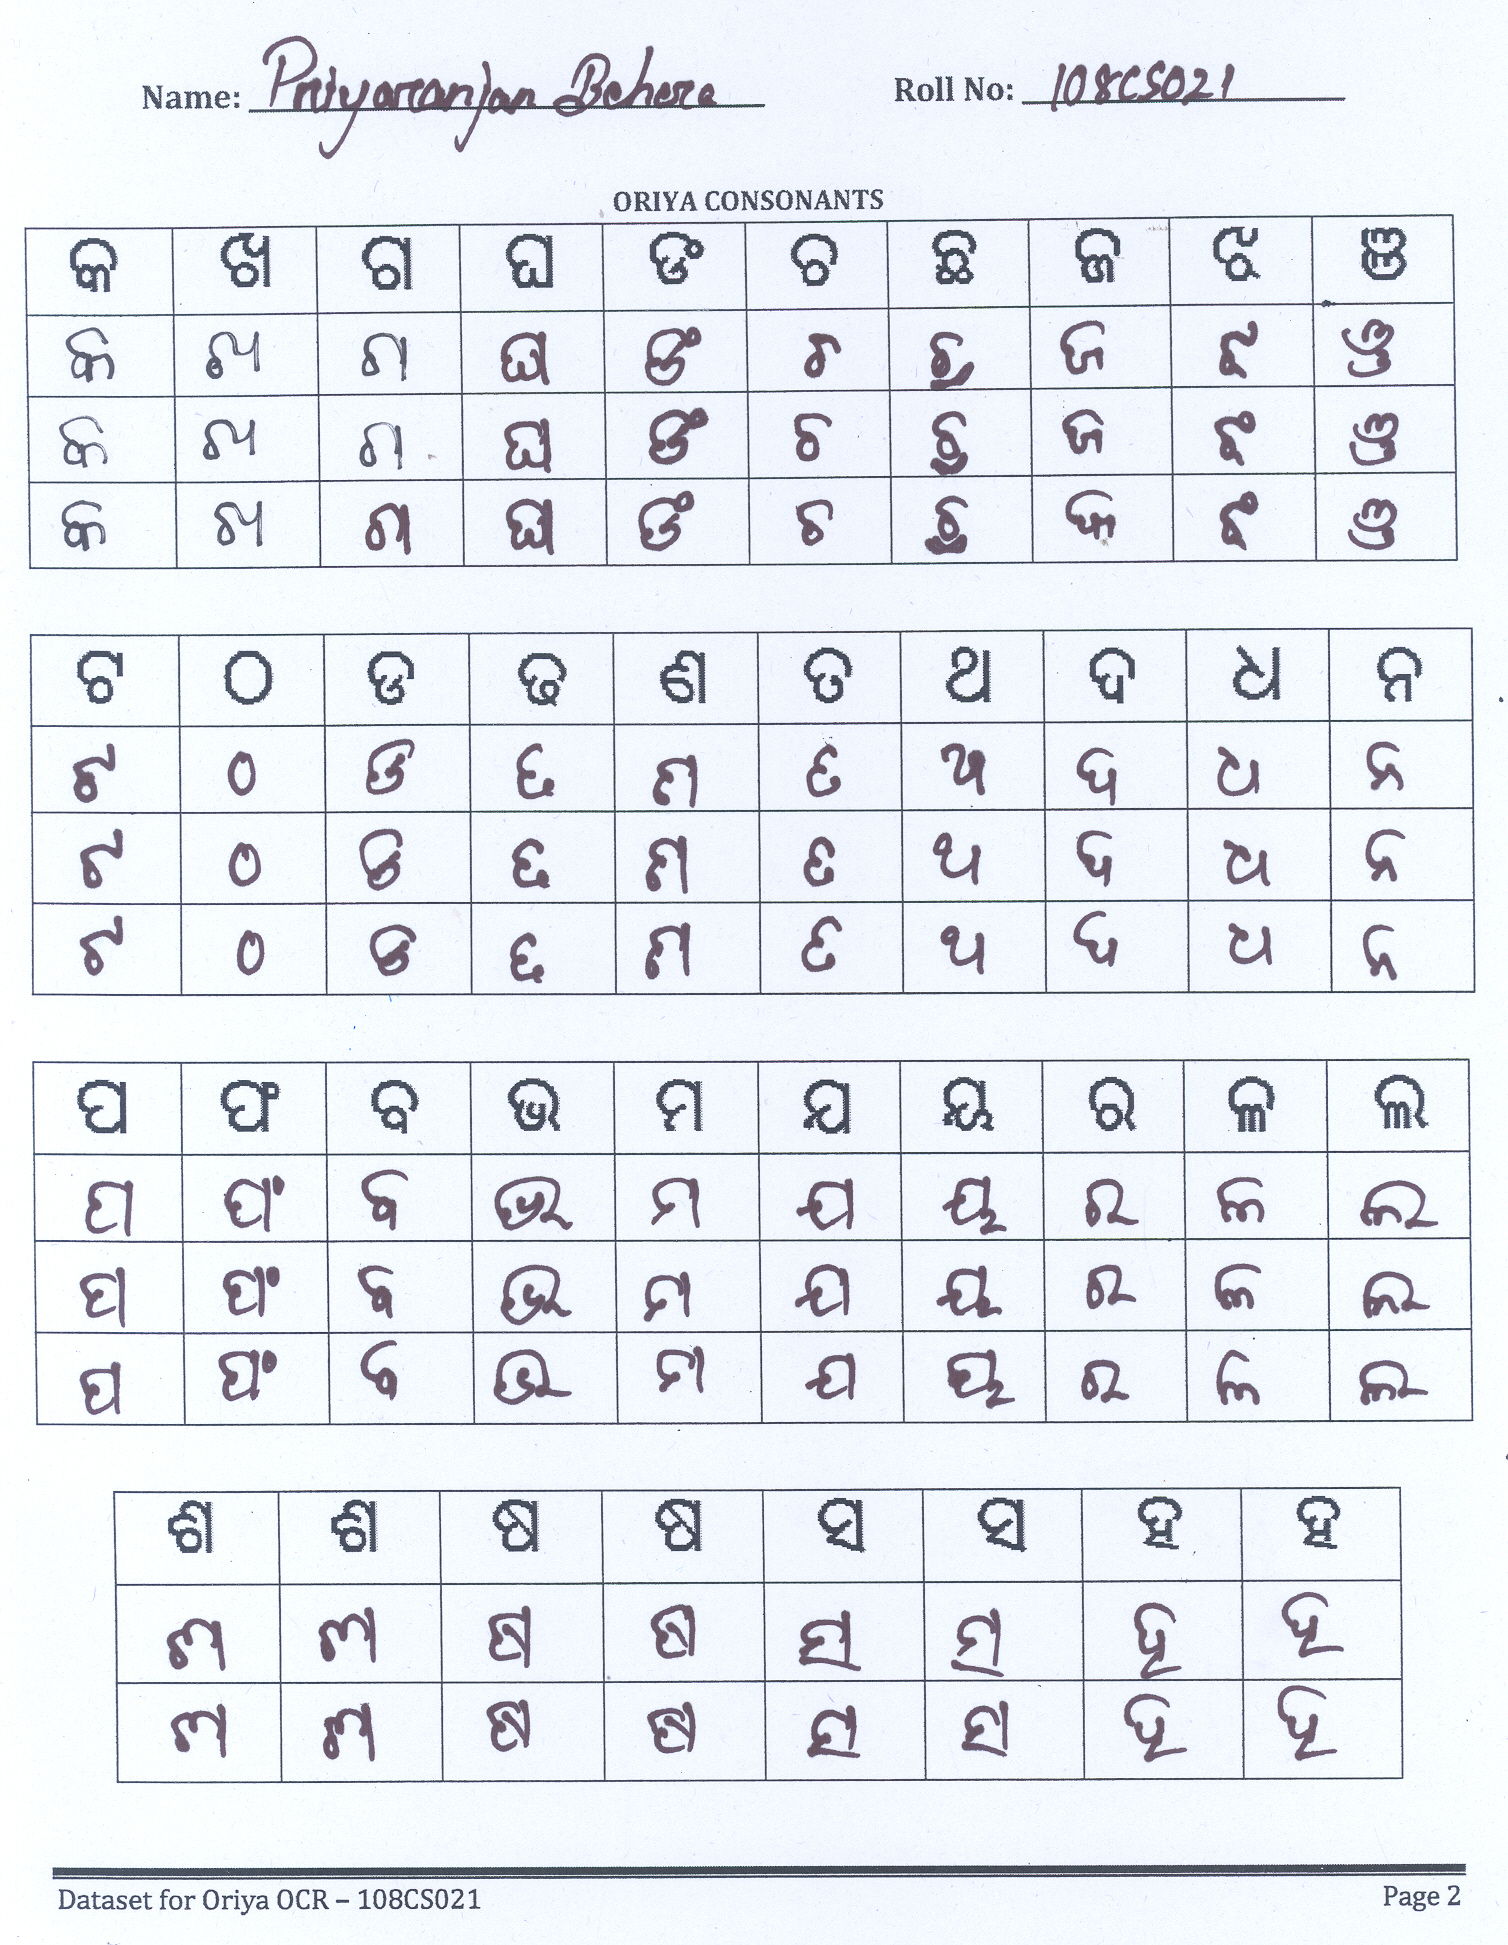 Name: Priyaranjan Behera Roll No: 108CS021
ORIYA CONSONANTS
କ ଖ ଗ ଘ ଙ ଚ ଛ ଜ ଝ ଞ
କ ଖ ଗ ଘ ଙ ଚ ଛ ଜ ଝ ଞ
କ ଖ ଗ ଘ ଙ ଚ ଛ ଜ ଝ ଞ
କ ଖ ଗ ଘ ଙ ଚ ଛ ଜ ଝ ଞ
ଟ ଠ ଡ ଢ ଣ ତ ଥ ଦ ଧ ନ
ଟ ଠ ଡ ଢ ଣ ତ ଥ ଦ ଧ ନ
ଟ ଠ ଡ ଢ ଣ ତ ଥ ଦ ଧ ନ
ଟ ଠ ଡ ଢ ଣ ତ ଥ ଦ ଧ ନ
ପ ଫ ବ ଭ ମ ଯ ୟ ର ଳ ଲ
ପ ଫ ବ ଭ ମ ଯ ୟ ର ଳ ଲ
ପ ଫ ବ ଭ ମ ଯ ୟ ର ଳ ଲ
ପ ଫ ବ ଭ ମ ଯ ୟ ର ଳ ଲ
ଶ ଶ ଷ ଷ ସ ସ ହ ହ
ଶ ଶ ଷ ଷ ସ ସ ହ ହ
ଶ ଶ ଷ ଷ ସ ସ ହ ହ
Dataset for Oriya OCR – 108CS021 Page 2